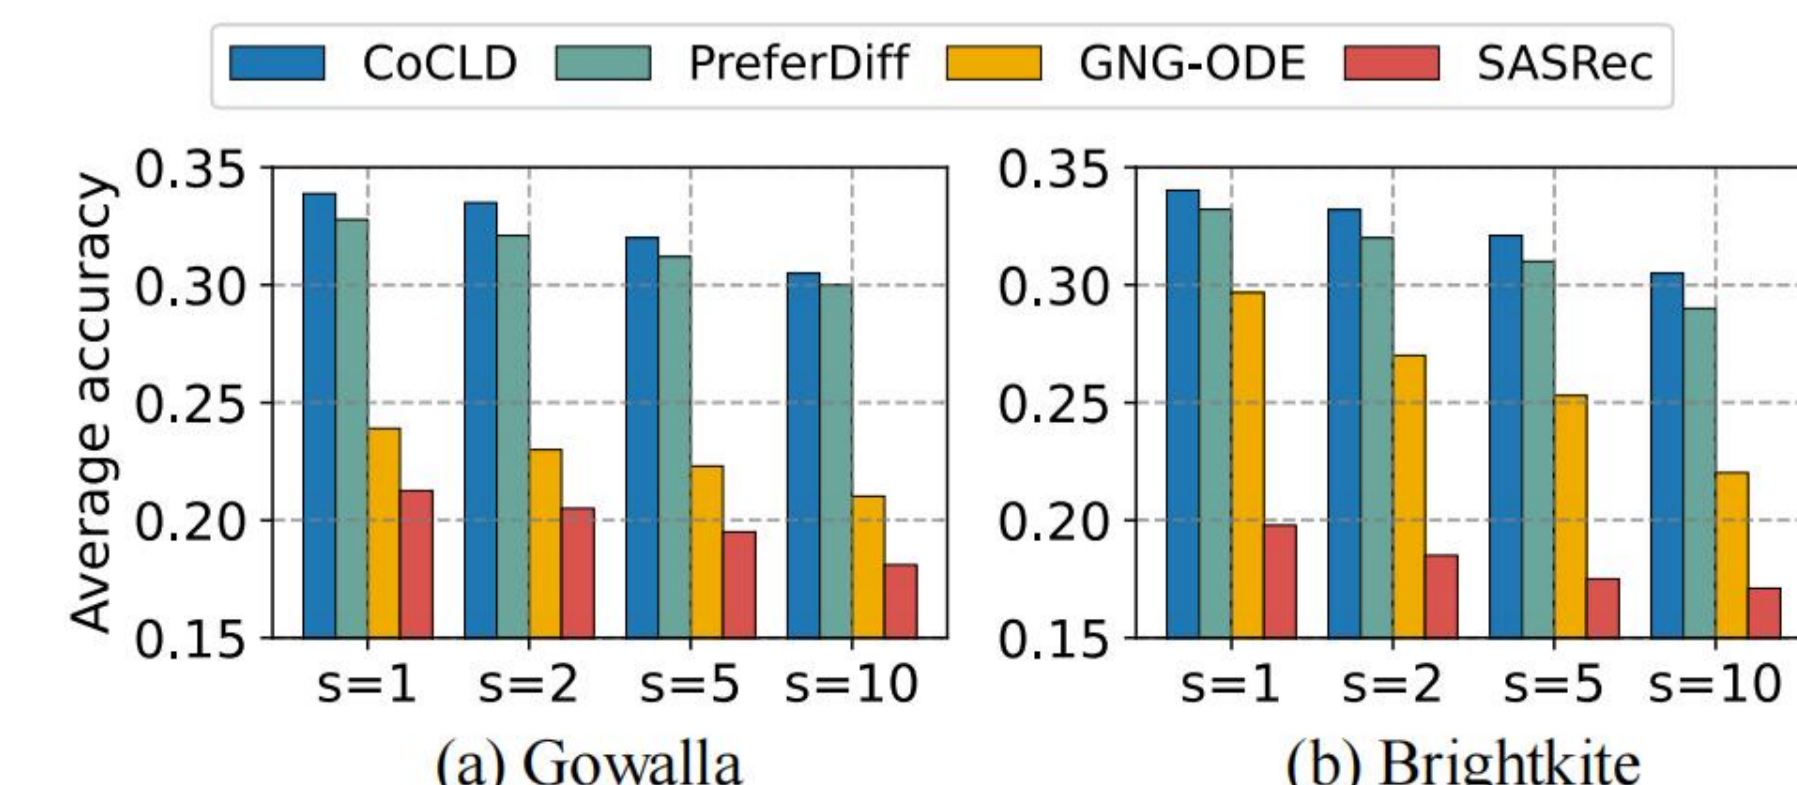 CoCLD PreferDiff GNG-ODE SASRec
Average accuracy
0.35
0.30
0.25
0.20
0.15
s=1 s=2 s=5 s=10
(a) Gowalla
0.35
0.30
0.25
0.20
0.15
s=1 s=2 s=5 s=10
(b) Brightkite